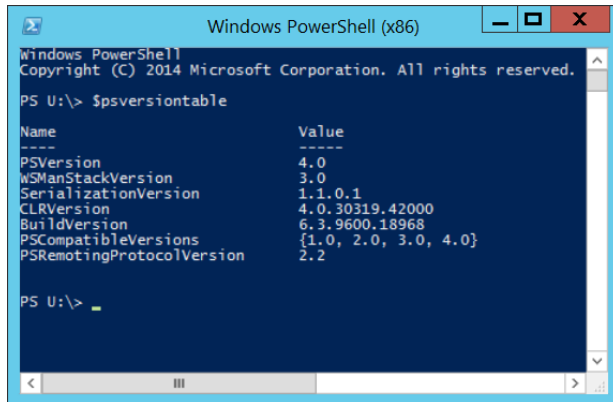 Windows PowerShell (x86)
Windows PowerShell
Copyright (C) 2014 Microsoft Corporation. All rights reserved.
PS U:\> $psversiontable
Name Value
---- -----
PSVersion 4.0
WSManStackVersion 3.0
SerializationVersion 1.1.0.1
CLRVersion 4.0.30319.42000
BuildVersion 6.3.9600.18968
PSCompatibleVersions {1.0, 2.0, 3.0, 4.0}
PSRemotingProtocolVersion 2.2
PS U:\> _